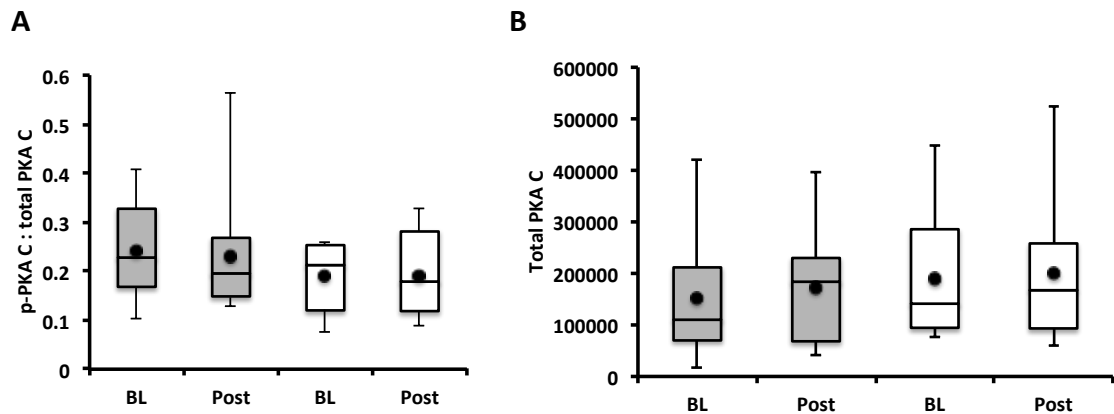 A
p-PKA C : total PKA C
0.6
0.5
0.4
0.3
0.2
0.1
0
BL Post BL Post
B
Total PKA C
600000
500000
400000
300000
200000
100000
0
BL Post BL Post